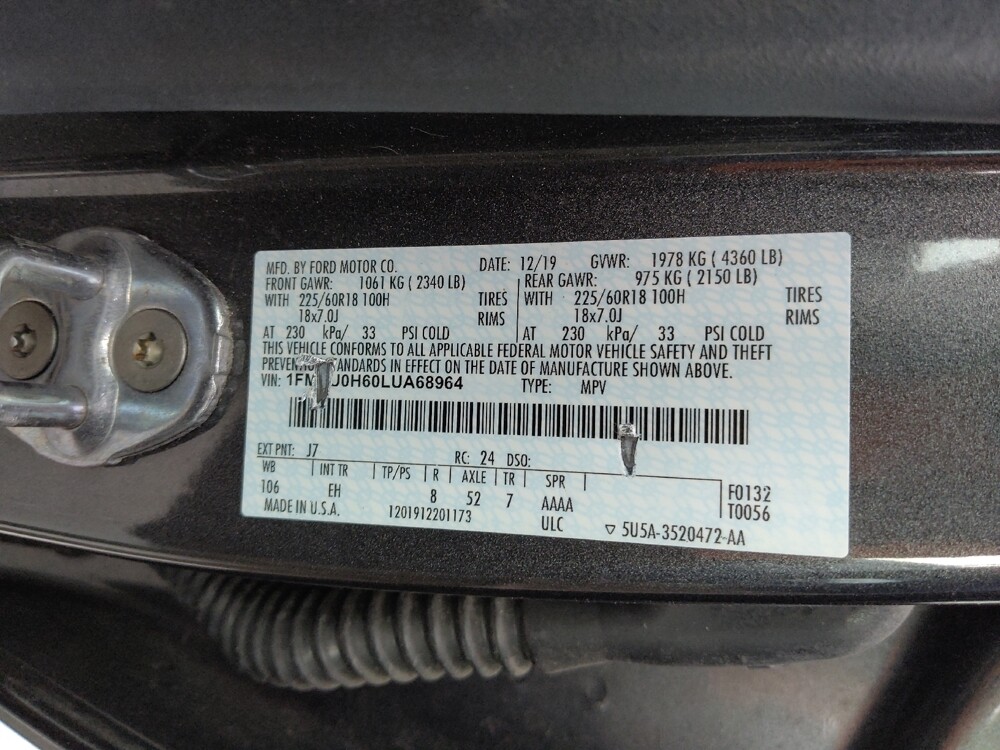 MFD. BY FORD MOTOR CO. DATE: 12/19 GVWR: 1978 KG ( 4360 LB)
FRONT GAWR: 1061 KG ( 2340 LB) REAR GAWR: 975 KG ( 2150 LB)
WITH 225/60R18 100H TIRES WITH 225/60R18 100H TIRES
18x7.0J RIMS 18x7.0J RIMS
AT 230 kPa/ 33 PSI COLD AT 230 kPa/ 33 PSI COLD
THIS VEHICLE CONFORMS TO ALL APPLICABLE FEDERAL MOTOR VEHICLE SAFETY AND THEFT
PREVENTION STANDARDS IN EFFECT ON THE DATE OF MANUFACTURE SHOWN ABOVE.
VIN: 1FM U0H60LUA68964 TYPE: MPV
EXT PNT: J7 RC: 24 DSO:
WB INT TR TP/PS R AXLE TR SPR
106 EH 8 52 7 AAAA F0132
MADE IN U.S.A. 1201912201173 ULC T0056
▽ 5U5A-3520472-AA